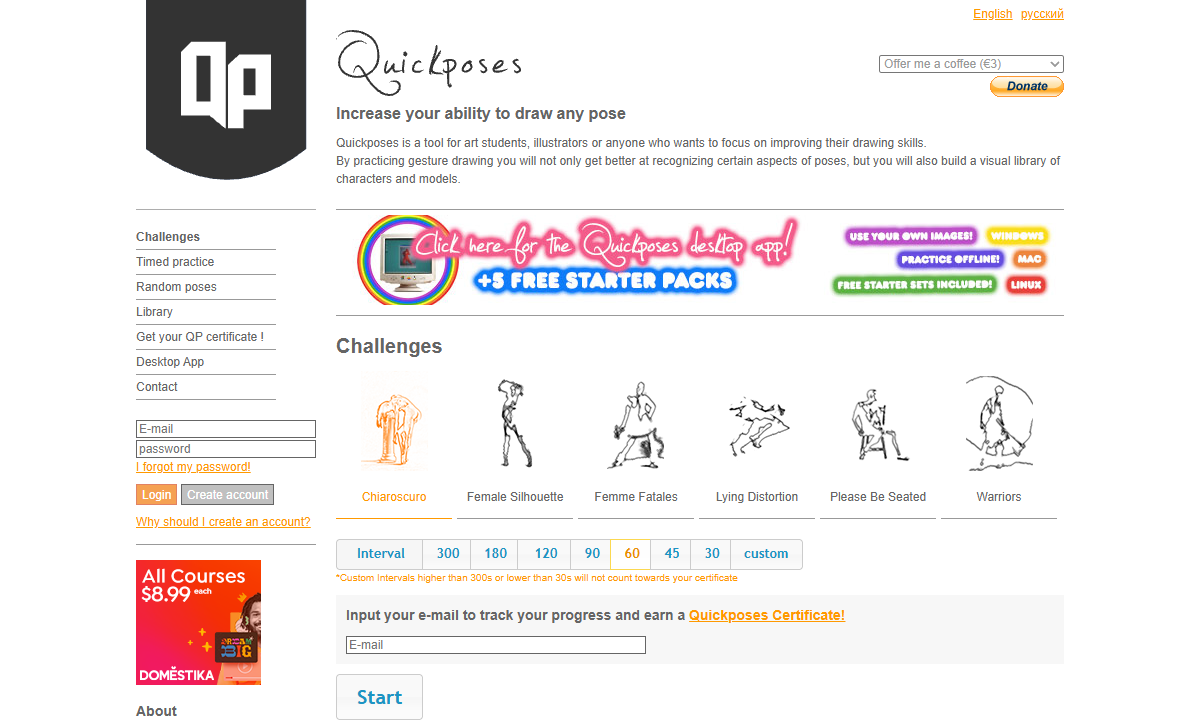 QP
English русский
Quickposes
Offer me a coffee (€3)
Donate
Increase your ability to draw any pose
Quickposes is a tool for art students, illustrators or anyone who wants to focus on improving their drawing skills.
By practicing gesture drawing you will not only get better at recognizing certain aspects of poses, but you will also build a visual library of
characters and models.
Click here for the Quickposes desktop app!
+5 FREE STARTER PACKS
USE YOUR OWN IMAGES! WINDOWS
PRACTICE OFFLINE! MAC
FREE STARTER SETS INCLUDED! LINUX
Challenges
Timed practice
Random poses
Library
Get your QP certificate !
Desktop App
Contact
E-mail
password
I forgot my password!
Login Create account
Why should I create an account?
All Courses
$8.99 each
DREAM
BIG
DOMESTIKA
About
Challenges
Chiaroscuro Female Silhouette Femme Fatales Lying Distortion Please Be Seated Warriors
Interval 300 180 120 90 60 45 30 custom
*Custom Intervals higher than 300s or lower than 30s will not count towards your certificate
Input your e-mail to track your progress and earn a Quickposes Certificate!
E-mail
Start